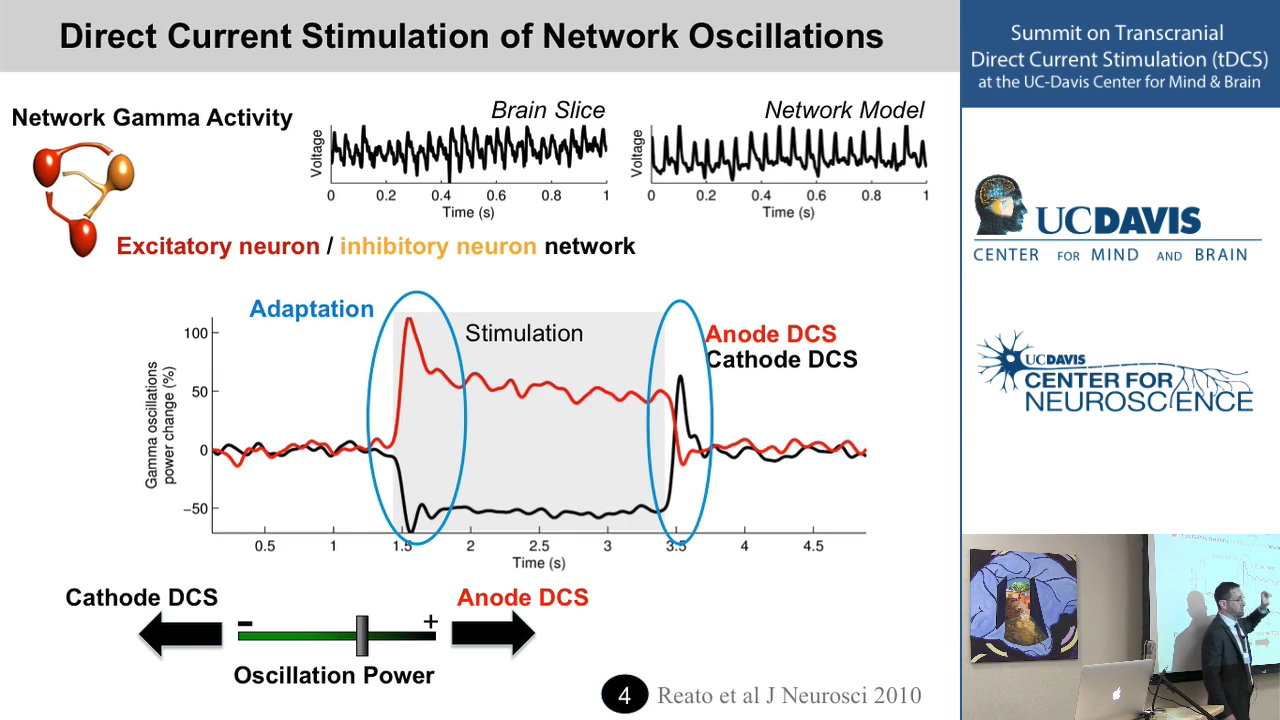 Direct Current Stimulation of Network Oscillations
Summit on Transcranial
Direct Current Stimulation (tDCS)
at the UC-Davis Center for Mind & Brain
Network Gamma Activity
Brain Slice
Network Model
Voltage
0 0.2 0.4 0.6 0.8 1
Time (s)
Voltage
0 0.2 0.4 0.6 0.8 1
Time (s)
Excitatory neuron / inhibitory neuron network
UCDAVIS
CENTER FOR MIND AND BRAIN
Adaptation
Stimulation
Anode DCS
Cathode DCS
Gamma oscillations
power change (%)
100
50
0
−50
0.5 1 1.5 2 2.5 3 3.5 4 4.5
Time (s)
UCDAVIS
CENTER FOR
NEUROSCIENCE
Cathode DCS
Anode DCS
− +
Oscillation Power
4 Reato et al J Neurosci 2010